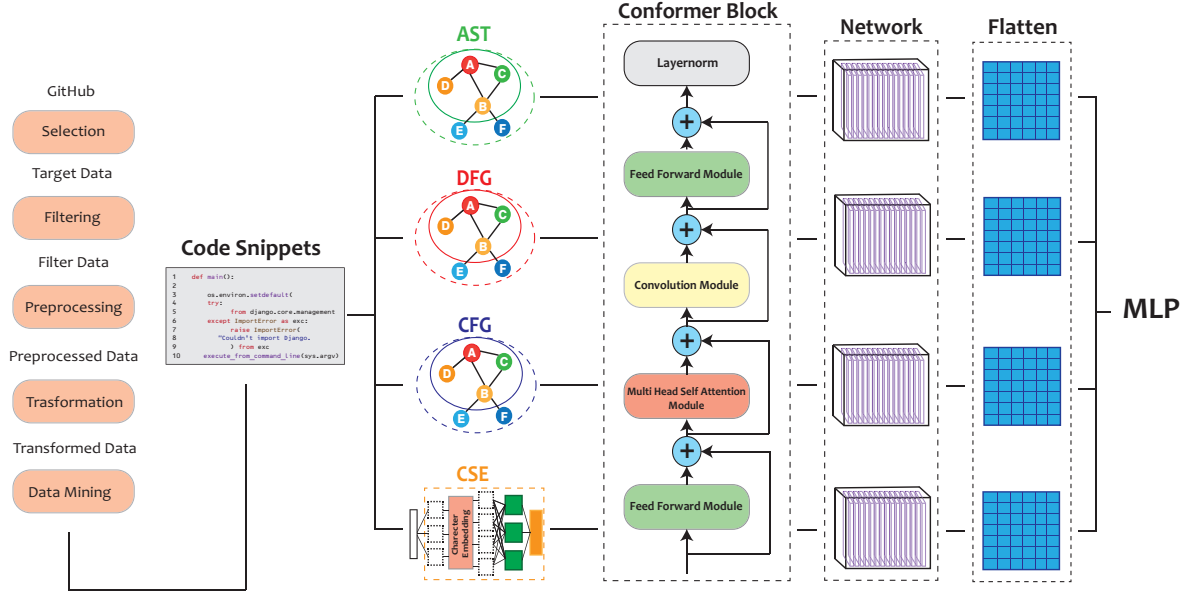 GitHub
Selection
Target Data
Filtering
Filter Data
Preprocessing
Preprocessed Data
Trasformation
Transformed Data
Data Mining
Code Snippets
1 def main():
2
3 os.environ.setdefault(
4 try:
5 from django.core.management
6 except ImportError as exc:
7 raise ImportError(
8 "Couldn't import Django.
9 ) from exc
10 execute_from_command_line(sys.argv)
AST
A
C
D
B
E
F
DFG
A
C
D
B
E
F
CFG
A
C
D
B
E
F
CSE
Charecter
Embedding
Conformer Block
Layernorm
+
Feed Forward Module
+
Convolution Module
+
Multi Head Self Attention
Module
+
Feed Forward Module
Network
Flatten
MLP